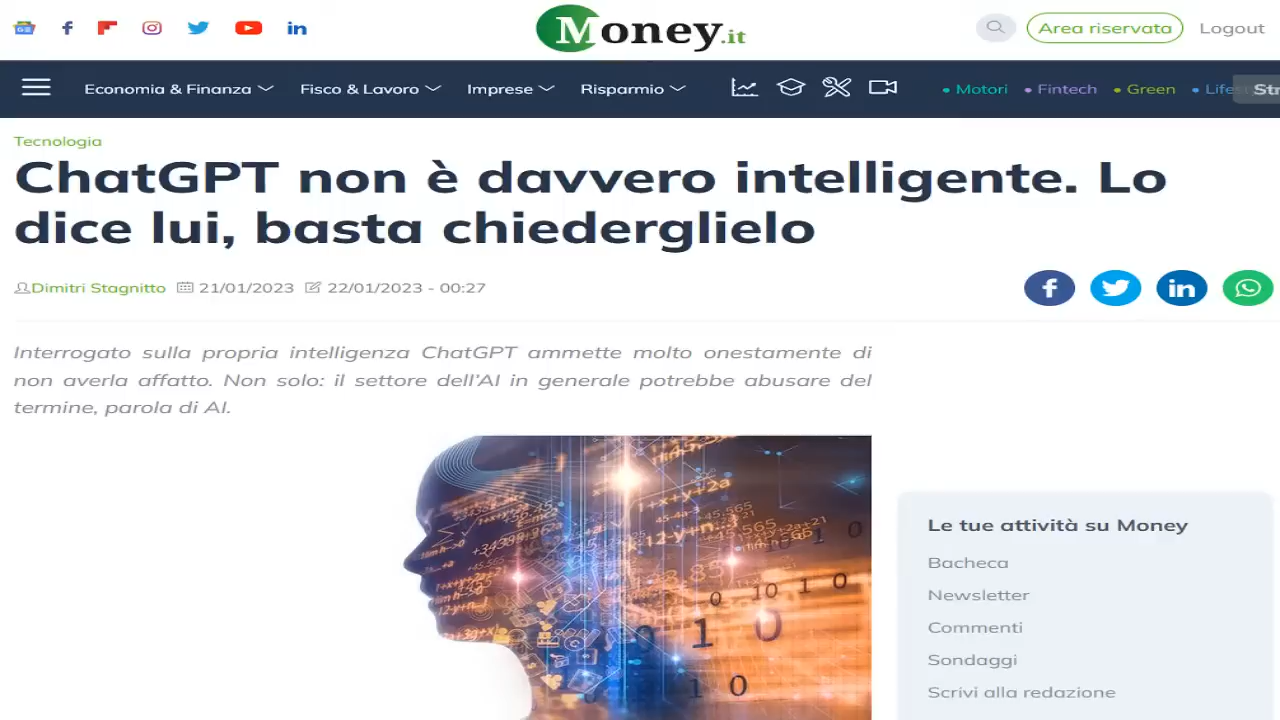 Money.it
Area riservata
Logout
Economia & Finanza
Fisco & Lavoro
Imprese
Risparmio
• Motori
• Fintech
• Green
Tecnologia
ChatGPT non è davvero intelligente. Lo
dice lui, basta chiederglielo
Dimitri Stagnitto 21/01/2023 22/01/2023 - 00:27
Interrogato sulla propria intelligenza ChatGPT ammette molto onestamente di
non averla affatto. Non solo: il settore dell'AI in generale potrebbe abusare del
termine, parola di AI.
1+x+y+2a
Le tue attività su Money
Bacheca
Newsletter
Commenti
Sondaggi
Scrivi alla redazione